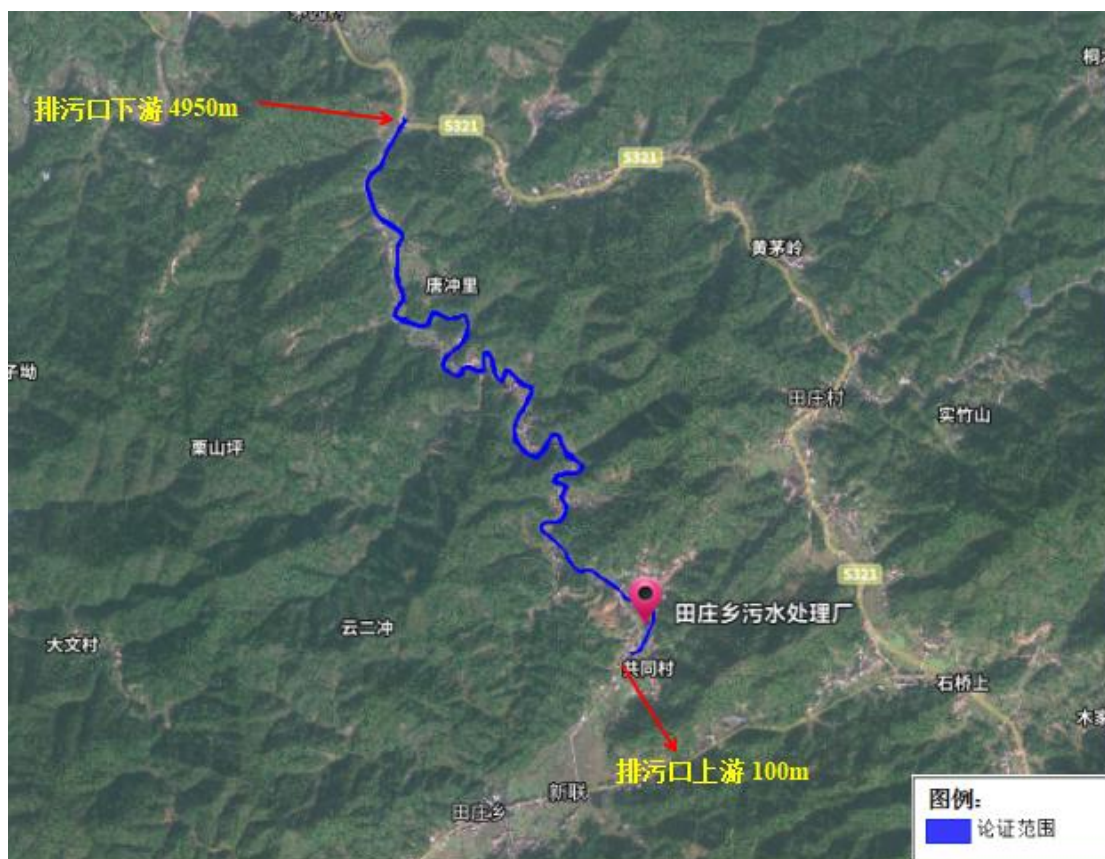 排污口下游 4950m
S321
S321
黄茅岭
唐冲里
田庄村
实竹山
栗山坪
S321
田庄乡污水处理厂
云二冲
大文村
共同村
石桥上
排污口上游 100m
新联
田庄乡
图例：
论证范围